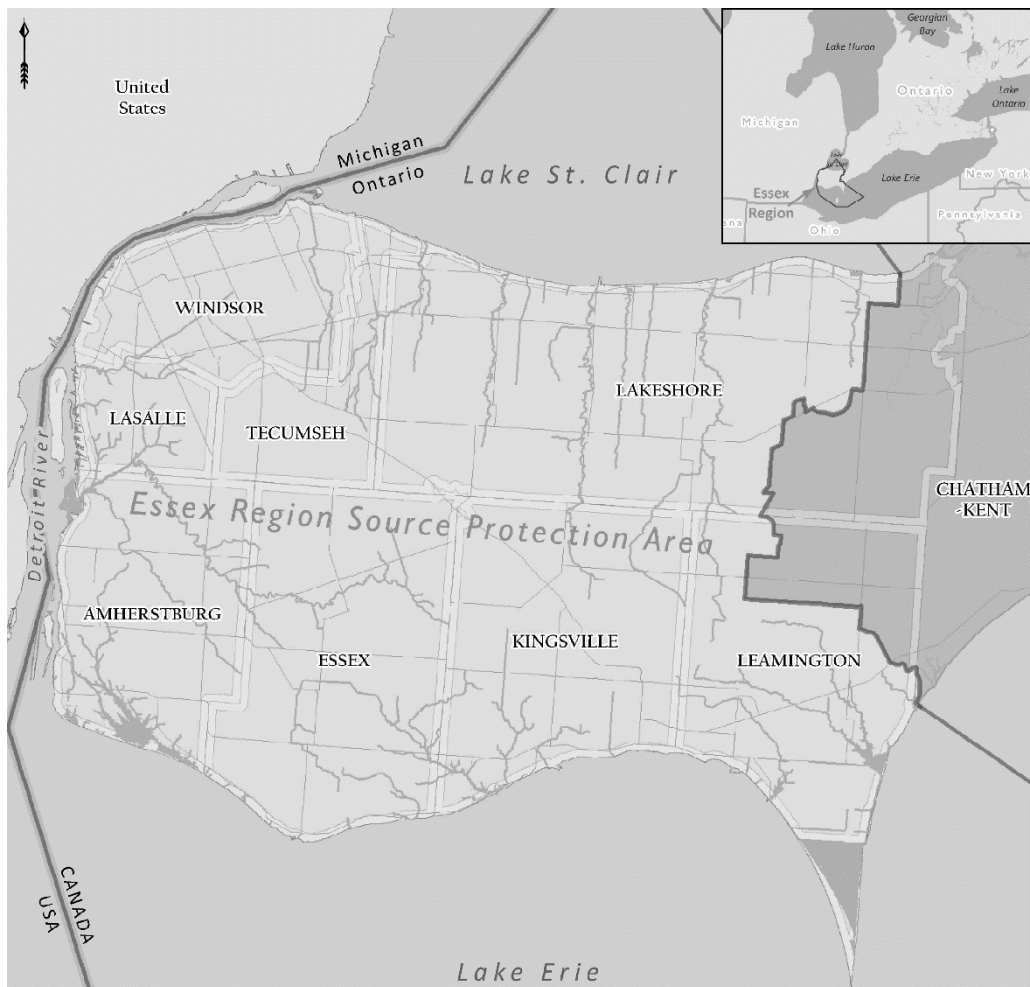 United
States
Michigan
Ontario
Lake St. Clair
Lake Huron
Georgian
Bay
Ontario
Lake
Ontario
Michigan
Lake Erie
New York
Essex
Region
Pennsylvania
Ohio
WINDSOR
LAKESHORE
LASALLE
TECUMSEH
CHATHAM
-KENT
Detroit River
Essex Region Source Protection Area
AMHERSTBURG
ESSEX
KINGSVILLE
LEAMINGTON
CANADA
USA
Lake Erie